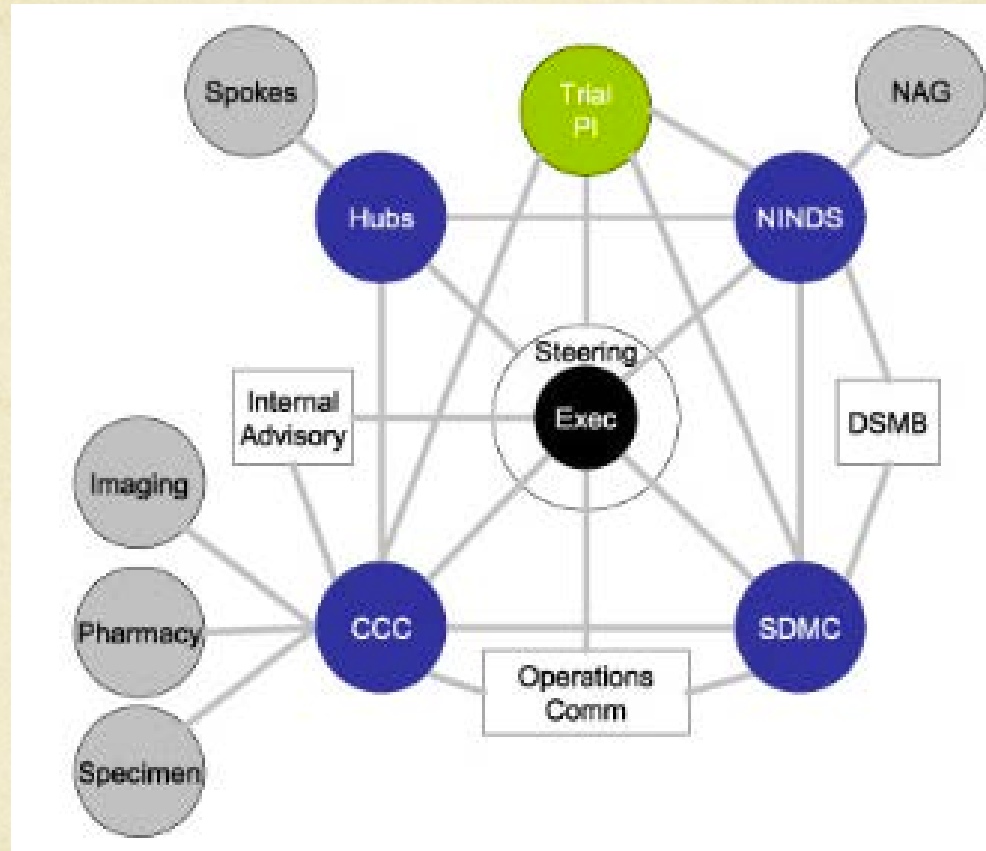 Spokes
Trial
PI
NAG
Hubs
NINDS
Steering
Exec
Internal
Advisory
DSMB
Imaging
Pharmacy
CCC
SDMC
Operations
Comm
Specimen